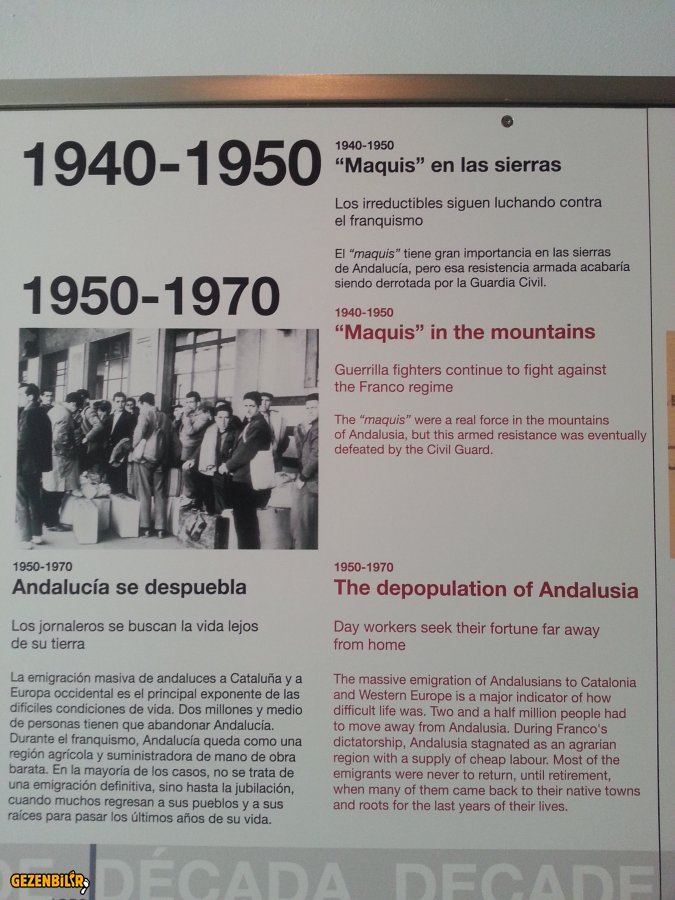 1940-1950
1940-1950
“Maquis” en las sierras
Los irreductibles siguen luchando contra
el franquismo
El “maquis” tiene gran importancia en las sierras
de Andalucía, pero esa resistencia armada acabaría
siendo derrotada por la Guardia Civil.
1940-1950
“Maquis” in the mountains
Guerrilla fighters continue to fight against
the Franco regime
The “maquis” were a real force in the mountains
of Andalusia, but this armed resistance was eventually
defeated by the Civil Guard.
1950-1970
1950-1970
Andalucía se despuebla
Los jornaleros se buscan la vida lejos
de su tierra
La emigración masiva de andaluces a Cataluña y a
Europa occidental es el principal exponente de las
difíciles condiciones de vida. Dos millones y medio
de personas tienen que abandonar Andalucía.
Durante el franquismo, Andalucía queda como una
región agrícola y suministradora de mano de obra
barata. En la mayoría de los casos, no se trata de
una emigración definitiva, sino hasta la jubilación,
cuando muchos regresan a sus pueblos y a sus
raíces para pasar los últimos años de su vida.
1950-1970
The depopulation of Andalusia
Day workers seek their fortune far away
from home
The massive emigration of Andalusians to Catalonia
and Western Europe is a major indicator of how
difficult life was. Two and a half million people had
to move away from Andalusia. During Franco's
dictatorship, Andalusia stagnated as an agrarian
region with a supply of cheap labour. Most of the
emigrants were never to return, until retirement,
when many of them came back to their native towns
and roots for the last years of their lives.
DE DÉCADA DECADE
GEZENBİLİR